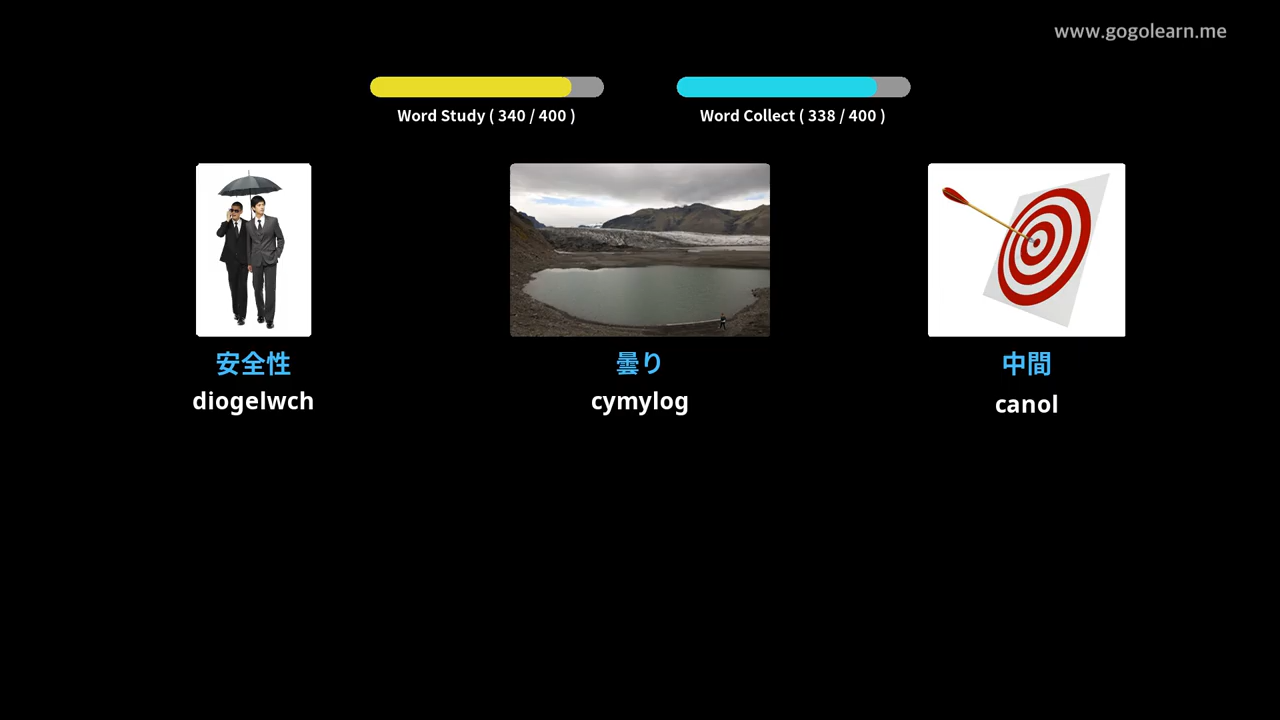 www.gogolearn.me
Word Study ( 340 / 400 )
Word Collect ( 338 / 400 )
安全性
diogelwch
曇り
cymylog
中間
canol